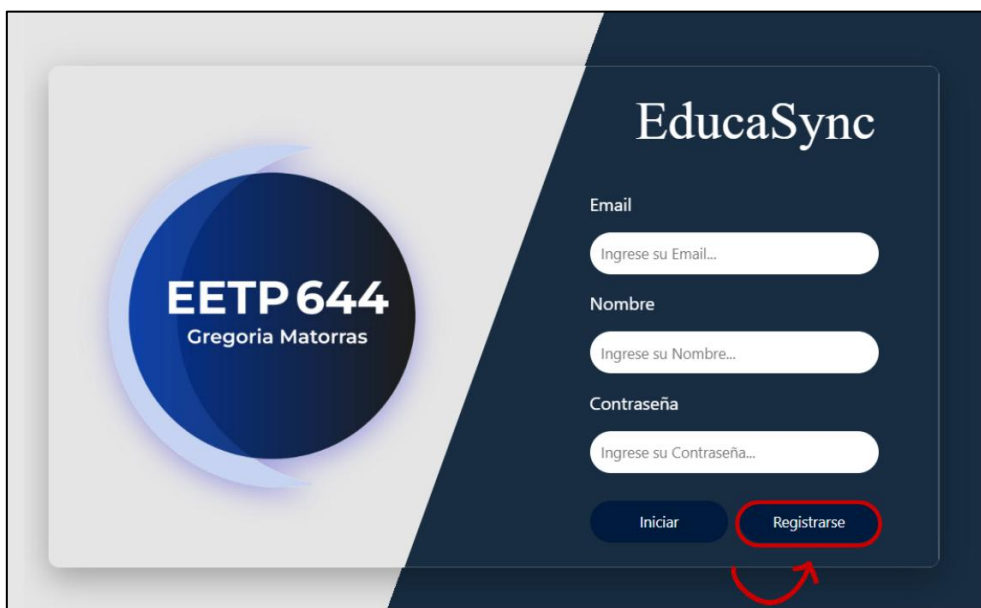 EETP 644
Gregoria Matorras
EducaSync
Email
Ingrese su Email...
Nombre
Ingrese su Nombre...
Contraseña
Ingrese su Contraseña...
Iniciar
Registrarse